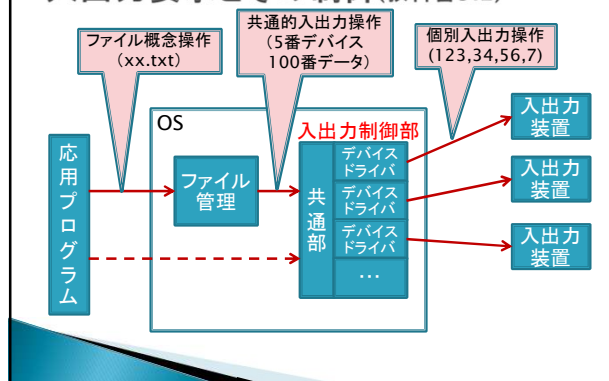 ファイル概念操作
（xx.txt）
共通的入出力操作
（5番デバイス
100番データ）
個別入出力操作
(123,34,56,7)
OS
入出力制御部
応用プログラム
ファイル
管理
共通部
デバイス
ドライバ
デバイス
ドライバ
デバイス
ドライバ
…
入出力
装置
入出力
装置
入出力
装置